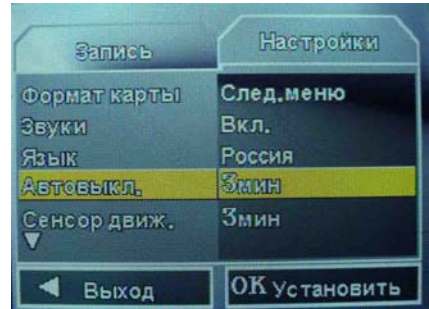 Запись Настройки
Формат карты След.меню
Звуки Вкл.
Язык Россия
Автовыкл. 3мин
Сенсор движ. 3мин
Выход OK Установить